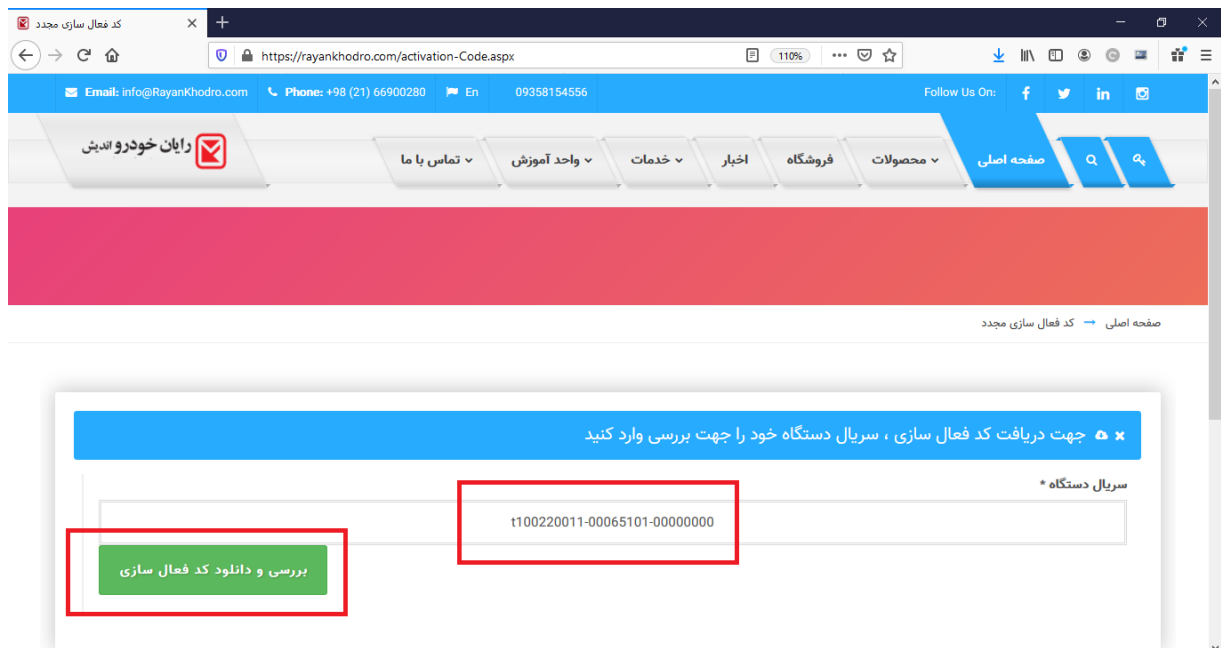 کد فعال سازی مجدد
https://rayankhodro.com/activation-Code.aspx
110%
Email: info@RayanKhodro.com
Phone: +98 (21) 66900280
En
09358154556
Follow Us On:
رایان خودرو اندیش
صفحه اصلی
محصولات
فروشگاه
اخبار
خدمات
واحد آموزش
تماس با ما
صفحه اصلی → کد فعال سازی مجدد
جهت دریافت کد فعال سازی ، سریال دستگاه خود را جهت بررسی وارد کنید
سریال دستگاه *
t100220011-00065101-00000000
بررسی و دانلود کد فعال سازی